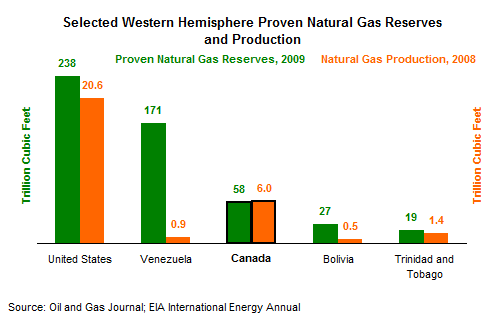 Selected Western Hemisphere Proven Natural Gas Reserves
and Production
Proven Natural Gas Reserves, 2009 Natural Gas Production, 2008
Trillion Cubic Feet
Trillion Cubic Feet
238
20.6
171
0.9
58
6.0
27
0.5
19
1.4
United States Venezuela Canada Bolivia Trinidad and
Tobago
Source: Oil and Gas Journal; EIA International Energy Annual